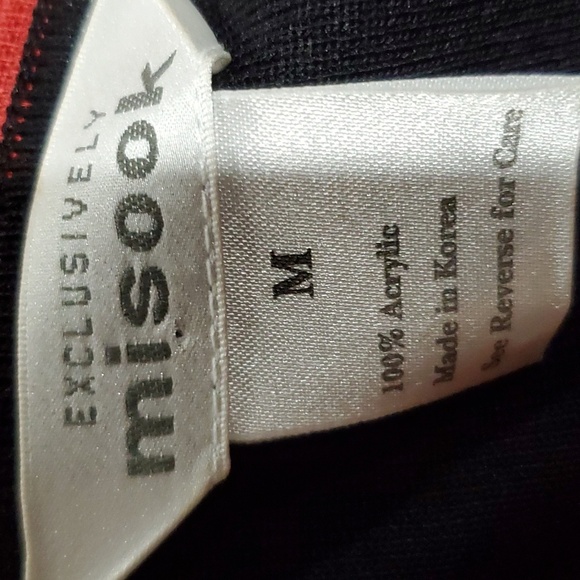 EXCLUSIVELY
misook
M
100% Acrylic
Made in Korea
See Reverse for Care